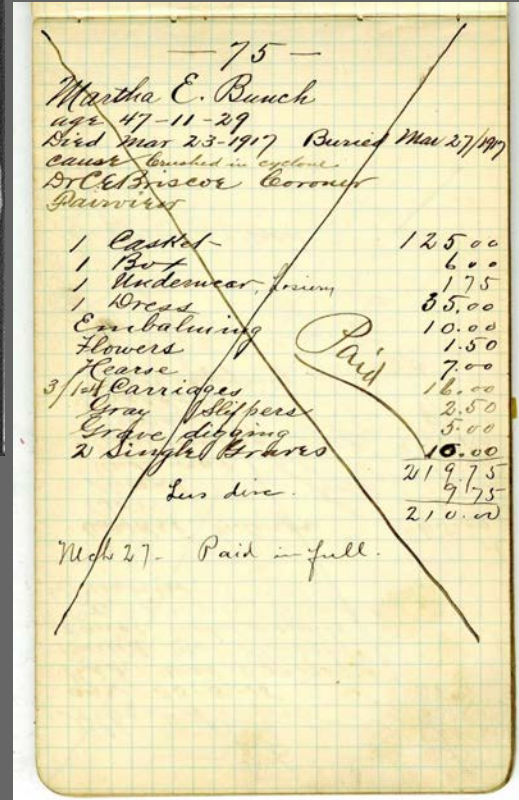 — 75 —
Martha E. Bunch
age 47-11-29
Died Mar 23-1917 Buried Mar 27/1917
cause Crushed in cyclone
Dr C E Briscoe Coroner
Fairview
1 Casket 125.00
1 Box 6.00
1 Underwear, hosiery 1 75
1 Dress 35.00
Embalming 10.00
Flowers 1.50
Hearse 7.00
Carriages 16.00
Gray Slippers 2.50
Grave digging 5.00
2 Single Graves 10.00
Paid
219.75
Less disc. 9 75
210.00
Mch 27- Paid in full.